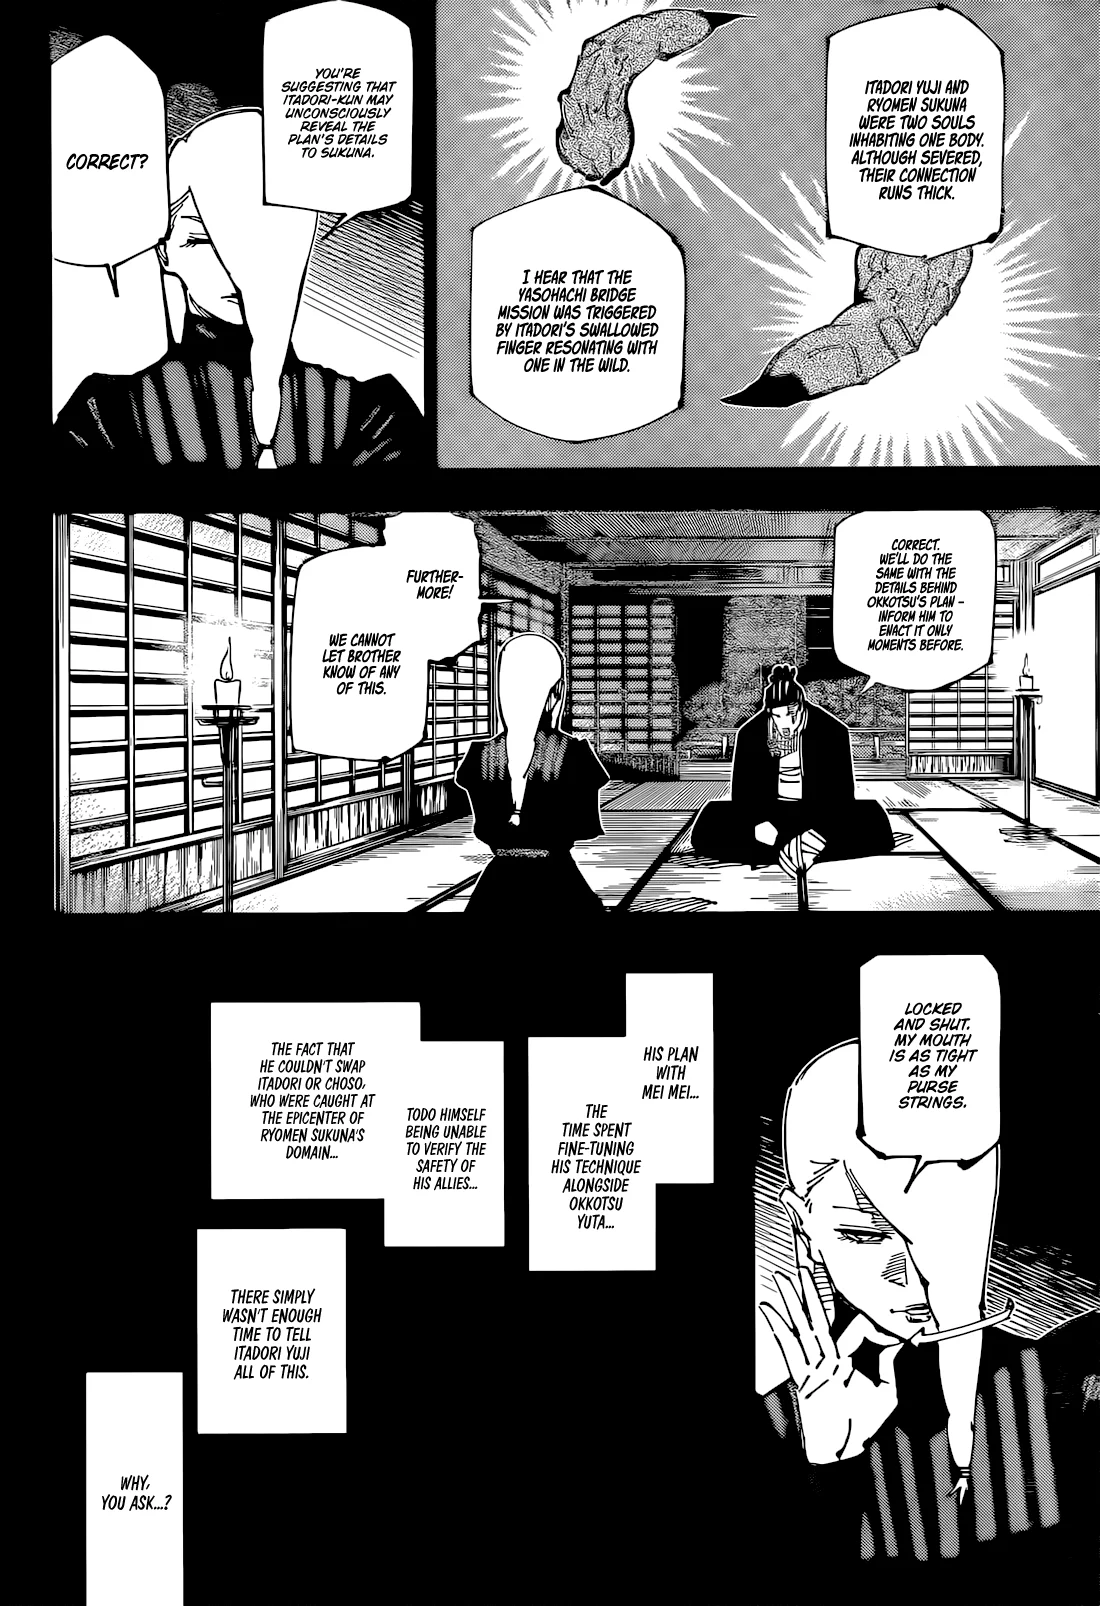 ITADORI YUJI AND
RYOMEN SUKUNA
WERE TWO SOULS
INHABITING ONE BODY.
ALTHOUGH SEVERED,
THEIR CONNECTION
RUNS THICK.
I HEAR THAT THE
YASOHACHI BRIDGE
MISSION WAS TRIGGERED
BY ITADORI'S SWALLOWED
FINGER RESONATING WITH
ONE IN THE WILD.
YOU'RE
SUGGESTING THAT
ITADORI-KUN MAY
UNCONSCIOUSLY
REVEAL THE
PLAN'S DETAILS
TO SUKUNA.
CORRECT?
CORRECT.
WE'LL DO THE
SAME WITH THE
DETAILS BEHIND
OKKOTSU'S PLAN –
INFORM HIM TO
ENACT IT ONLY
MOMENTS BEFORE.
FURTHER-
MORE!
WE CANNOT
LET BROTHER
KNOW OF ANY
OF THIS.
LOCKED
AND SHUT.
MY MOUTH
IS AS TIGHT
AS MY
PURSE
STRINGS.
HIS PLAN
WITH
MEI MEI...
THE
TIME SPENT
FINE-TUNING
HIS TECHNIQUE
ALONGSIDE
OKKOTSU
YUTA...
TODO HIMSELF
BEING UNABLE
TO VERIFY THE
SAFETY OF
HIS ALLIES...
THE FACT THAT
HE COULDN'T SWAP
ITADORI OR CHOSO,
WHO WERE CAUGHT AT
THE EPICENTER OF
RYOMEN SUKUNA'S
DOMAIN...
THERE SIMPLY
WASN'T ENOUGH
TIME TO TELL
ITADORI YUJI
ALL OF THIS.
WHY,
YOU ASK...?